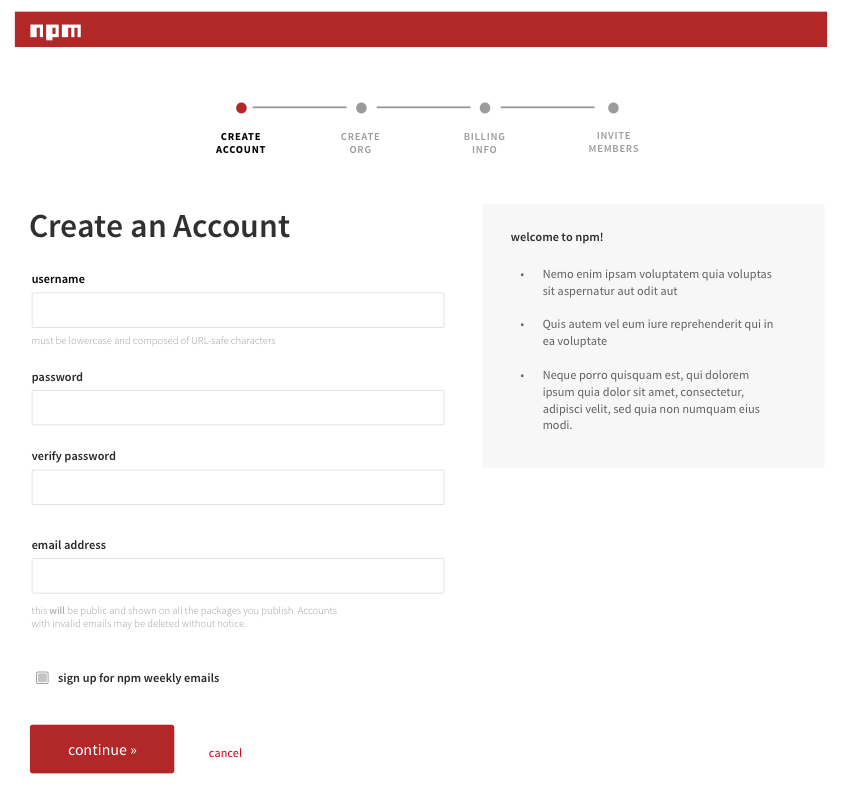 npm
CREATE
ACCOUNT
CREATE
ORG
BILLING
INFO
INVITE
MEMBERS
Create an Account
username
must be lowercase and composed of URL-safe characters
password
verify password
email address
this will be public and shown on all the packages you publish. Accounts
with invalid emails may be deleted without notice.
sign up for npm weekly emails
continue »
cancel
welcome to npm!
• Nemo enim ipsam voluptatem quia voluptas
sit aspernatur aut odit aut
• Quis autem vel eum iure reprehenderit qui in
ea voluptate
• Neque porro quisquam est, qui dolorem
ipsum quia dolor sit amet, consectetur,
adipisci velit, sed quia non numquam eius
modi.